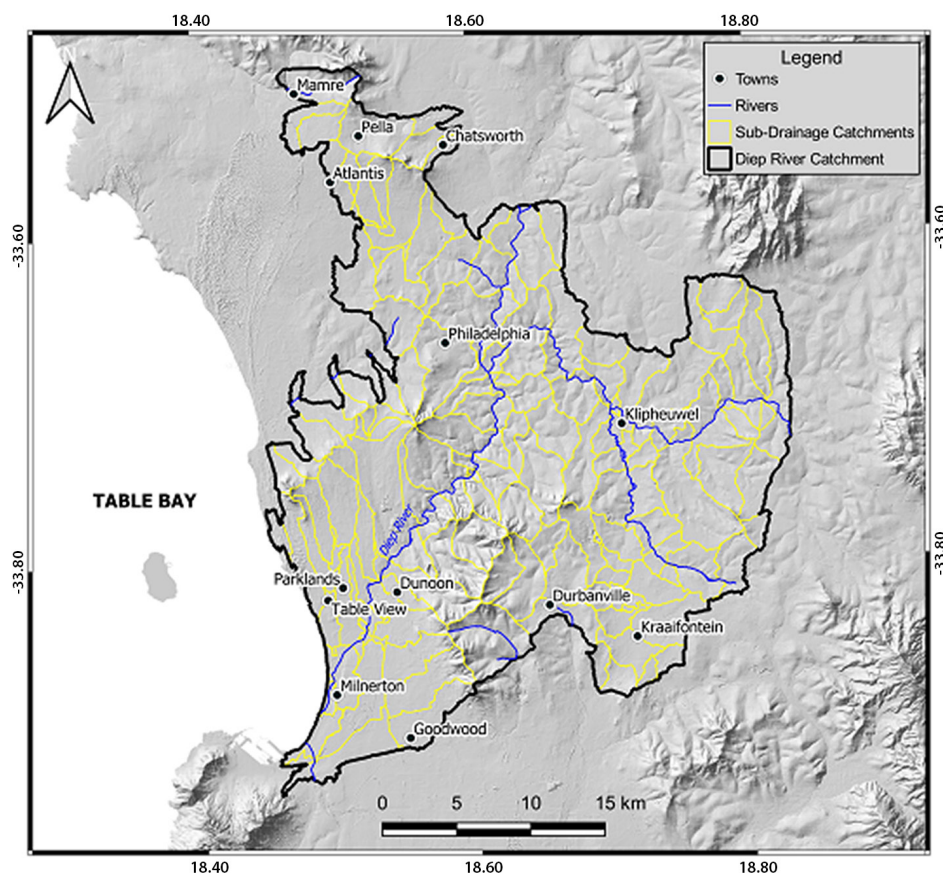 18.40 18.60 18.80
Legend
Towns
Rivers
Sub-Drainage Catchments
Diep River Catchment
Mamre
Pella
Chatsworth
Atlantis
-33.60 -33.60
Philadelphia
Klipheuwel
TABLE BAY
Diep River
-33.80 -33.80
Parklands
Dunoon
Table View
Durbanville
Kraaifontein
Milnerton
Goodwood
0 5 10 15 km
18.40 18.60 18.80